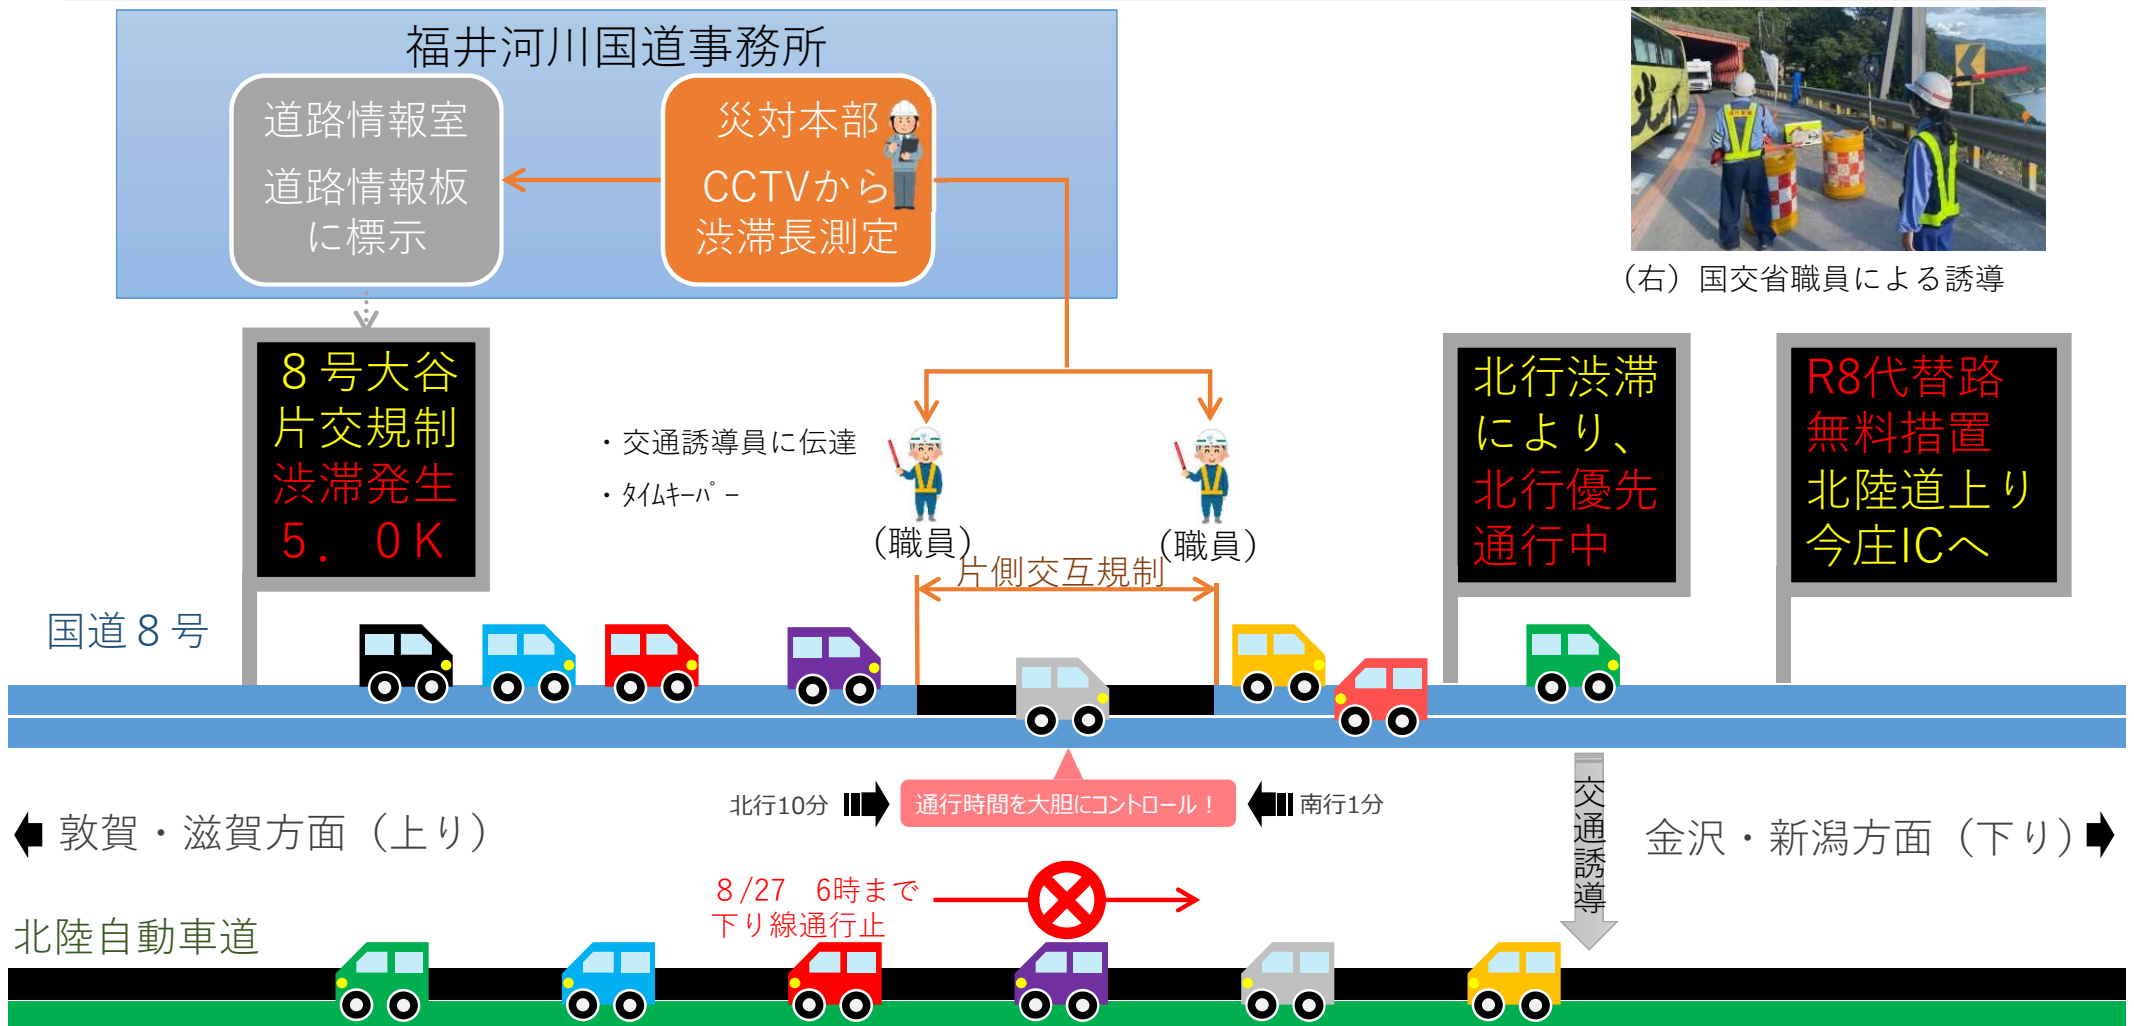 福井河川国道事務所
道路情報室
道路情報板
に標示
災対本部
CCTVから
渋滞長測定
（右）国交省職員による誘導
８号大谷
片交規制
渋滞発生
５．０K
・交通誘導員に伝達
・ﾀｲﾑｷｰﾊﾟｰ
（職員）
（職員）
片側交互規制
北行渋滞
により、
北行優先
通行中
R8代替路
無料措置
北陸道上り
今庄ICへ
国道８号
北行10分
通行時間を大胆にコントロール！
南行1分
交通誘導
敦賀・滋賀方面（上り）
金沢・新潟方面（下り）
８/27　6時まで
下り線通行止
北陸自動車道